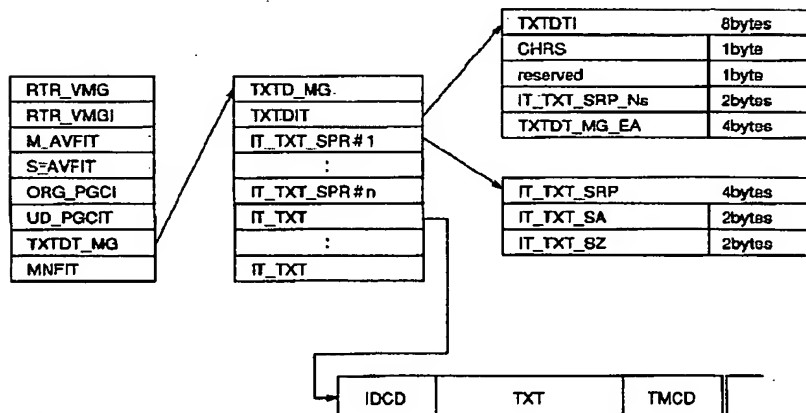 RTR_VMG
RTR_VMGI
M_AVFIT
S=AVFIT
ORG_PGCI
UD_PGCIT
TXTDT_MG
MNFIT
TXTD_MG.
TXTDIT
IT_TXT_SPR#1
:
IT_TXT_SPR#n
IT_TXT
:
IT_TXT
TXTDTI 8bytes
CHRS 1byte
reserved 1byte
IT_TXT_SRP_Ns 2bytes
TXTDT_MG_EA 4bytes
IT_TXT_SRP 4bytes
IT_TXT_SA 2bytes
IT_TXT_SZ 2bytes
IDCD TXT TMCD